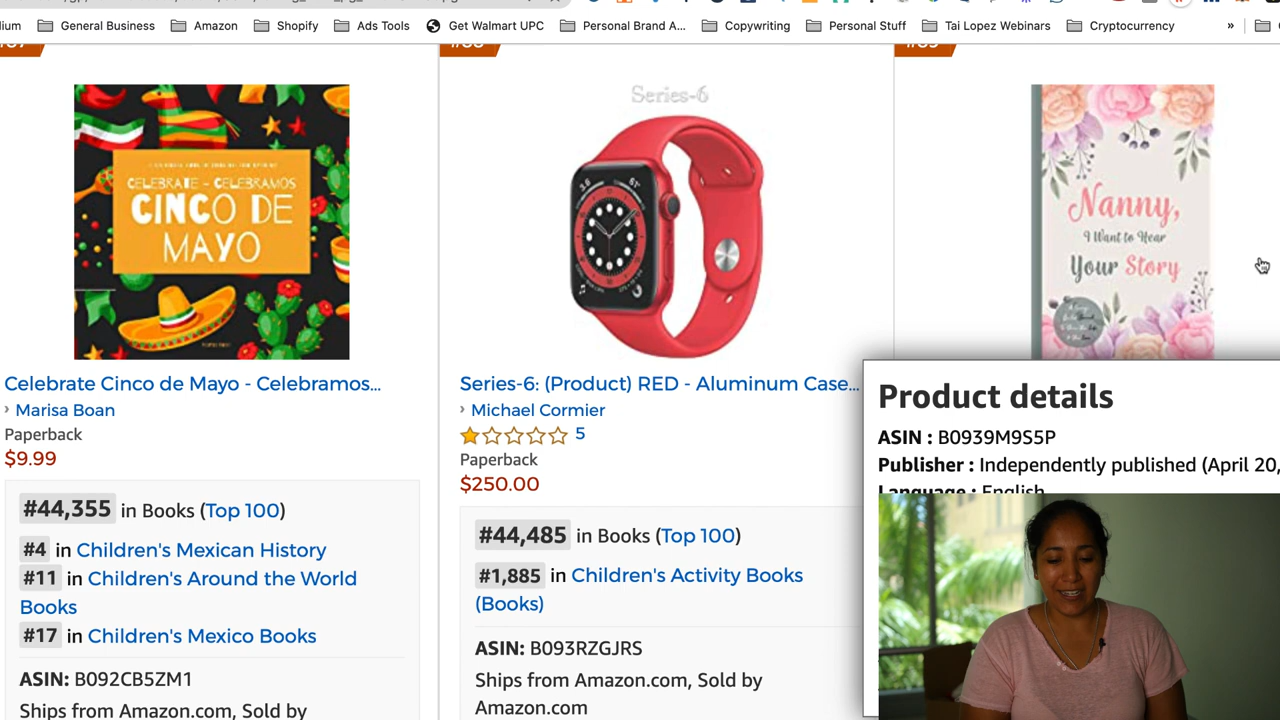 General Business
Amazon
Shopify
Ads Tools
Get Walmart UPC
Personal Brand A...
Copywriting
Personal Stuff
Tai Lopez Webinars
Cryptocurrency
»
CELEBRATE - CELEBRAMOS
CINCO DE
MAYO
Celebrate Cinco de Mayo - Celebramos...
› Marisa Boan
Paperback
$9.99
#44,355 in Books (Top 100)
#4 in Children's Mexican History
#11 in Children's Around the World
Books
#17 in Children's Mexico Books
ASIN: B092CB5ZM1
Ships from Amazon.com, Sold by
Series-6
Series-6: (Product) RED - Aluminum Case...
› Michael Cormier
5
Paperback
$250.00
#44,485 in Books (Top 100)
#1,885 in Children's Activity Books
(Books)
ASIN: B093RZGJRS
Ships from Amazon.com, Sold by
Amazon.com
Nanny,
I Want to Hear
Your Story
Product details
ASIN : B0939M9S5P
Publisher : Independently published (April 20,
Language : English